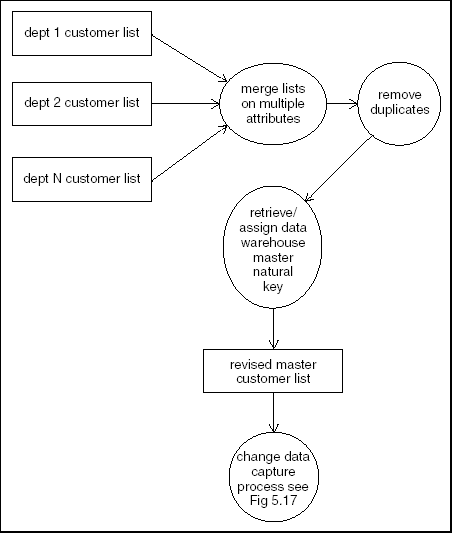 dept 1 customer list
dept 2 customer list
dept N customer list
merge lists
on multiple
attributes
remove
duplicates
retrieve/
assign data
warehouse
master
natural
key
revised master
customer list
change data
capture
process see
Fig 5.17